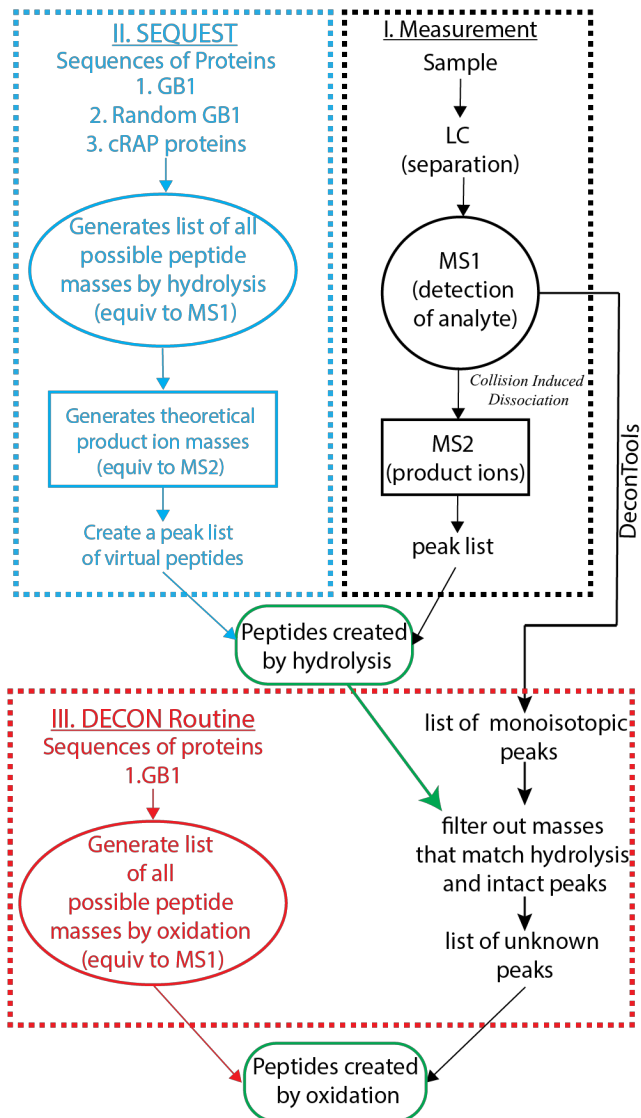 II. SEQUEST
Sequences of Proteins
1. GB1
2. Random GB1
3. cRAP proteins
Generates list of all
possible peptide
masses by hydrolysis
(equiv to MS1)
Generates theoretical
product ion masses
(equiv to MS2)
Create a peak list
of virtual peptides
I. Measurement
Sample
LC
(separation)
MS1
(detection
of analyte)
Collision Induced
Dissociation
MS2
(product ions)
peak list
DeconTools
Peptides created
by hydrolysis
III. DECON Routine
Sequences of proteins
1.GB1
Generate list
of all
possible peptide
masses by oxidation
(equiv to MS1)
list of monoisotopic
peaks
filter out masses
that match hydrolysis
and intact peaks
list of unknown
peaks
Peptides created
by oxidation